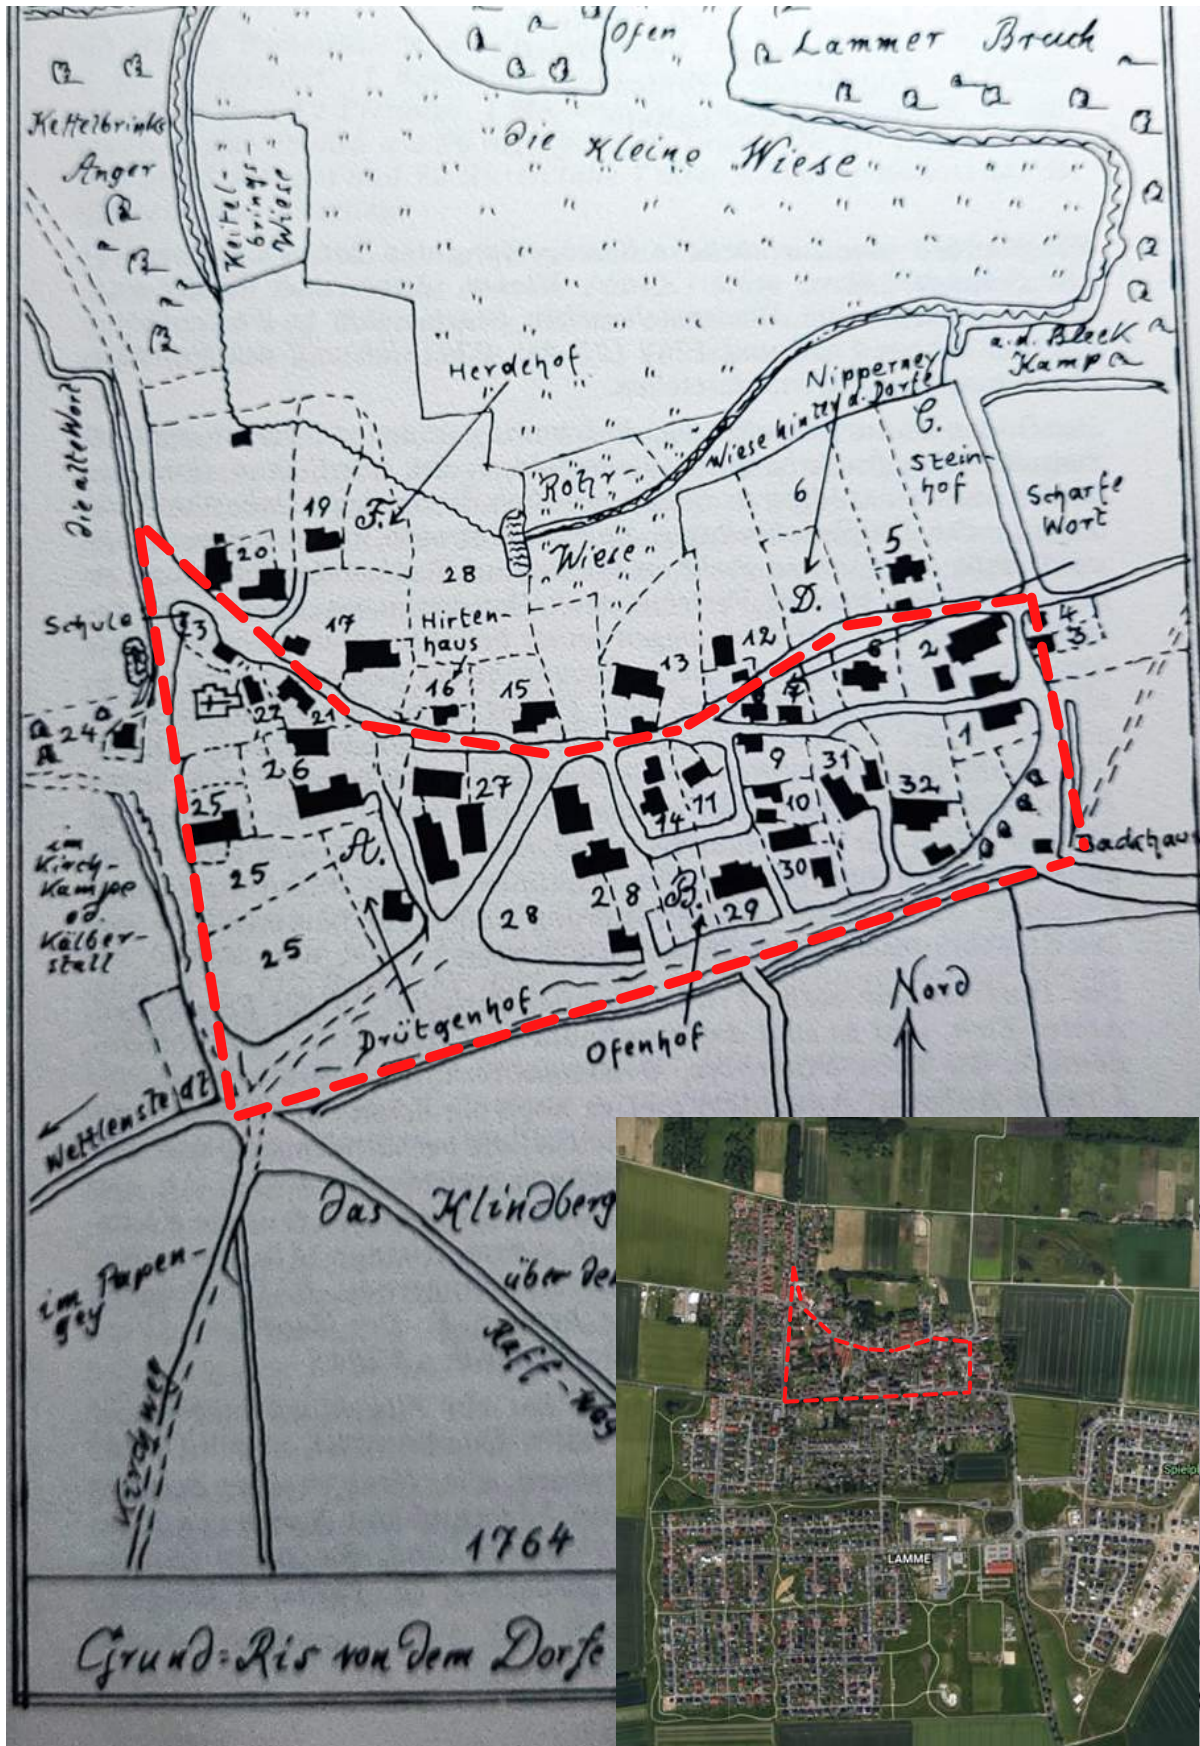 Ofen
Lammer Bruch
Kettelbrinks
Anger
Keitel-
brings-
Wiese
die Kleine Wiese
Herdehof
Nipperney
Wiese hinter d. Dorfe
a.d. Bleek
Kampe
die alte Wort
C.
Stein-
hof
Scharfe
Wort
Rohr-
Wiese
6
5
19
F.
20
28
D.
Schule
23
17
Hirten-
haus
16
15
13
12
8
7
2
4
3
22
21
24
26
27
25
A.
25
25
14
11
9
10
31
32
1
30
28
28
B.
29
Backhaus
im
Kirch-
Kampe
od.
Kälber-
stall
Drütgenhof
Ofenhof
Nord
Wettlenstedt
das Klindberg
über der
Raff-Weg
im Papen-
gey
Kirchweg
1764
Grund=Ris von dem Dorfe
LAMME
Spielpl